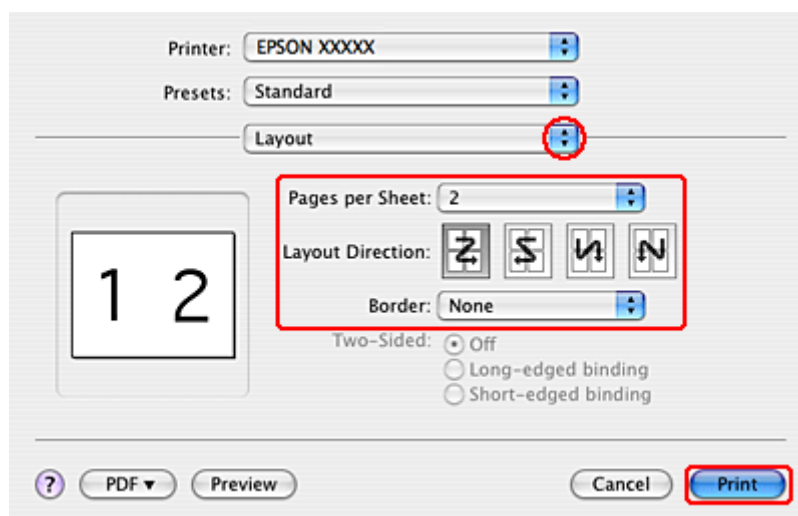 Printer: EPSON XXXXX
Presets: Standard
Layout
Pages per Sheet: 2
Layout Direction:
Border: None
1 2
Two-Sided: Off
Long-edged binding
Short-edged binding
? PDF▼ Preview Cancel Print